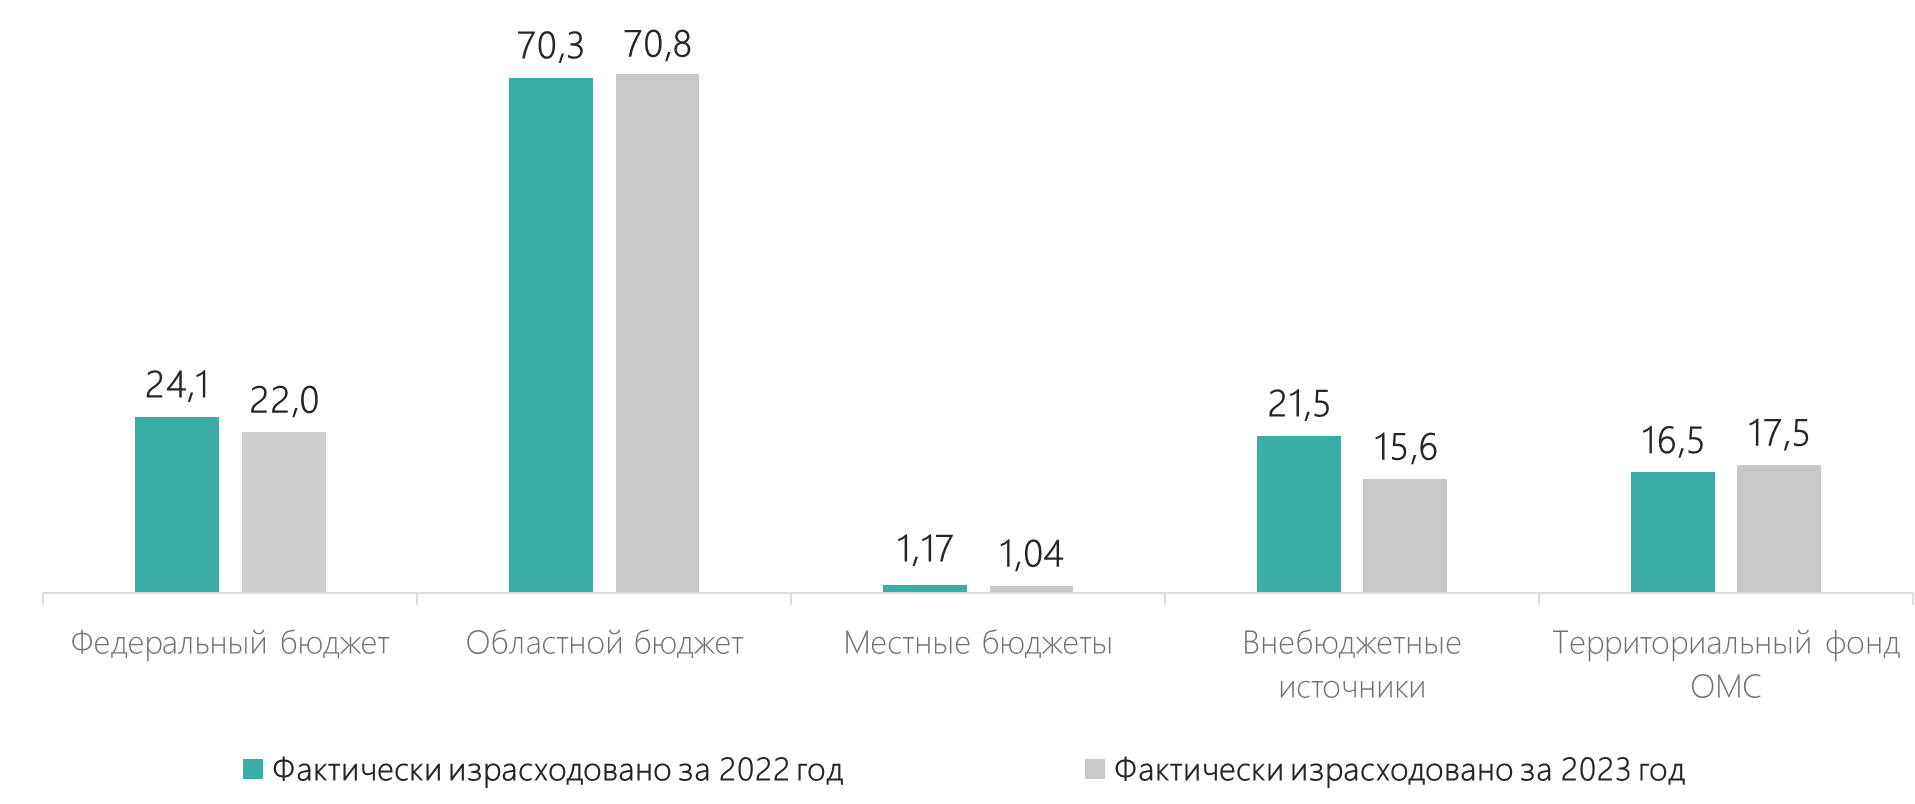 70,3
70,8
24,1
22,0
1,17
1,04
21,5
15,6
16,5
17,5
Федеральный бюджет
Областной бюджет
Местные бюджеты
Внебюджетные
источники
Территориальный фонд
ОМС
Фактически израсходовано за 2022 год
Фактически израсходовано за 2023 год